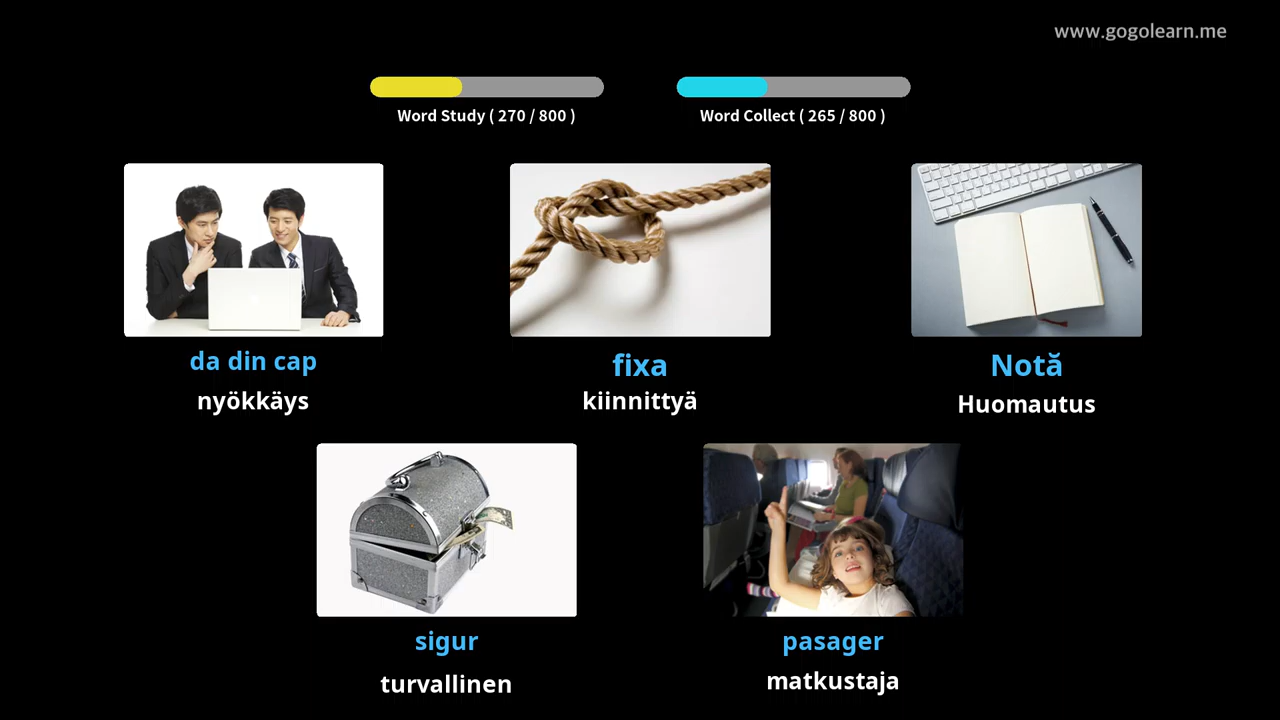 www.gogolearn.me
Word Study ( 270 / 800 )
Word Collect ( 265 / 800 )
da din cap
nyökkäys
fixa
kiinnittyä
Notă
Huomautus
sigur
turvallinen
pasager
matkustaja